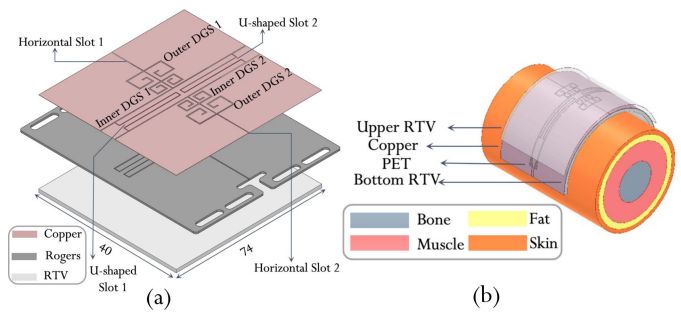 U-shaped Slot 2
Horizontal Slot 1
Outer DGS 1
Inner DGS 2
Inner DGS 1
Outer DGS 2
40
74
Copper
Rogers
RTV
U-shaped
Slot 1
Horizontal Slot 2
(a)
Upper RTV
Copper
PET
Bottom RTV
Bone
Fat
Muscle
Skin
(b)